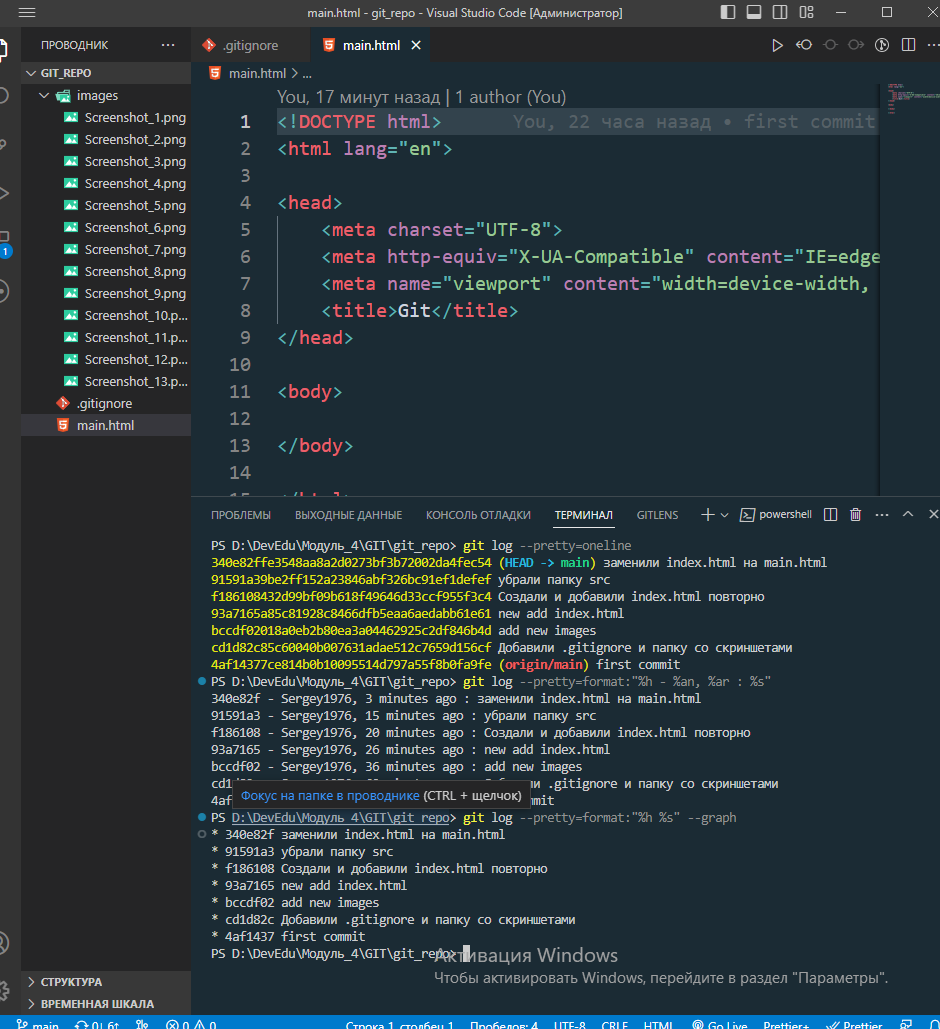 main.html - git_repo - Visual Studio Code [Администратор]
ПРОВОДНИК
GIT_REPO
images
Screenshot_1.png
Screenshot_2.png
Screenshot_3.png
Screenshot_4.png
Screenshot_5.png
Screenshot_6.png
Screenshot_7.png
Screenshot_8.png
Screenshot_9.png
Screenshot_10.p...
Screenshot_11.p...
Screenshot_12.p...
Screenshot_13.p...
.gitignore
main.html
СТРУКТУРА
ВРЕМЕННАЯ ШКАЛА
1
.gitignore
main.html
main.html > ...
You, 17 минут назад | 1 author (You)
1 <!DOCTYPE html> You, 22 часа назад • first commit
2 <html lang="en">
3
4 <head>
5 <meta charset="UTF-8">
6 <meta http-equiv="X-UA-Compatible" content="IE=edge
7 <meta name="viewport" content="width=device-width,
8 <title>Git</title>
9 </head>
10
11 <body>
12
13 </body>
14
ПРОБЛЕМЫ ВЫХОДНЫЕ ДАННЫЕ КОНСОЛЬ ОТЛАДКИ ТЕРМИНАЛ GITLENS powershell
PS D:\DevEdu\Модуль_4\GIT\git_repo> git log --pretty=oneline
340e82ffe3548aa8a2d0273bf3b72002da4fec54 (HEAD -> main) заменили index.html на main.html
91591a39be2ff152a23846abf326bc91ef1defef убрали папку src
f186108432d99bf09b618f49646d33ccf955f3c4 Создали и добавили index.html повторно
93a7165a85c81928c8466dfb5eaa6aedabb61e61 new add index.html
bccdf02018a0eb2b80ea3a04462925c2df846b4d add new images
cd1d82c85c60040b007631adae512c7659d156cf Добавили .gitignore и папку со скриншетами
4af14377ce814b0b10095514d797a55f8b0fa9fe (origin/main) first commit
PS D:\DevEdu\Модуль_4\GIT\git_repo> git log --pretty=format:"%h - %an, %ar : %s"
340e82f - Sergey1976, 3 minutes ago : заменили index.html на main.html
91591a3 - Sergey1976, 15 minutes ago : убрали папку src
f186108 - Sergey1976, 20 minutes ago : Создали и добавили index.html повторно
93a7165 - Sergey1976, 26 minutes ago : new add index.html
bccdf02 - Sergey1976, 36 minutes ago : add new images
.gitignore и папку со скриншетами
Фокус на папке в проводнике (CTRL + щелчок)
PS D:\DevEdu\Модуль_4\GIT\git_repo> git log --pretty=format:"%h %s" --graph
* 340e82f заменили index.html на main.html
* 91591a3 убрали папку src
* f186108 Создали и добавили index.html повторно
* 93a7165 new add index.html
* bccdf02 add new images
* cd1d82c Добавили .gitignore и папку со скриншетами
* 4af1437 first commit
PS D:\DevEdu\Модуль_4\GIT\git_repo>
Активация Windows
Чтобы активировать Windows, перейдите в раздел "Параметры".
main 0↓ 6↑ 0 0 Строка 1, столбец 1 Пробелов: 4 UTF-8 CRLF HTML Go Live Prettier+ Prettier